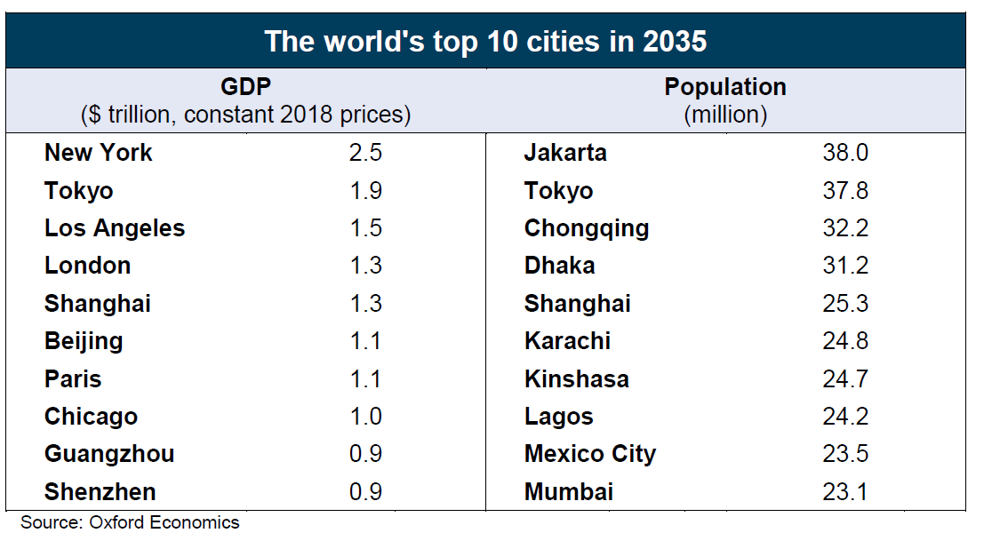 The world's top 10 cities in 2035
GDP Population
($ trillion, constant 2018 prices) (million)
New York 2.5 Jakarta 38.0
Tokyo 1.9 Tokyo 37.8
Los Angeles 1.5 Chongqing 32.2
London 1.3 Dhaka 31.2
Shanghai 1.3 Shanghai 25.3
Beijing 1.1 Karachi 24.8
Paris 1.1 Kinshasa 24.7
Chicago 1.0 Lagos 24.2
Guangzhou 0.9 Mexico City 23.5
Shenzhen 0.9 Mumbai 23.1
Source: Oxford Economics